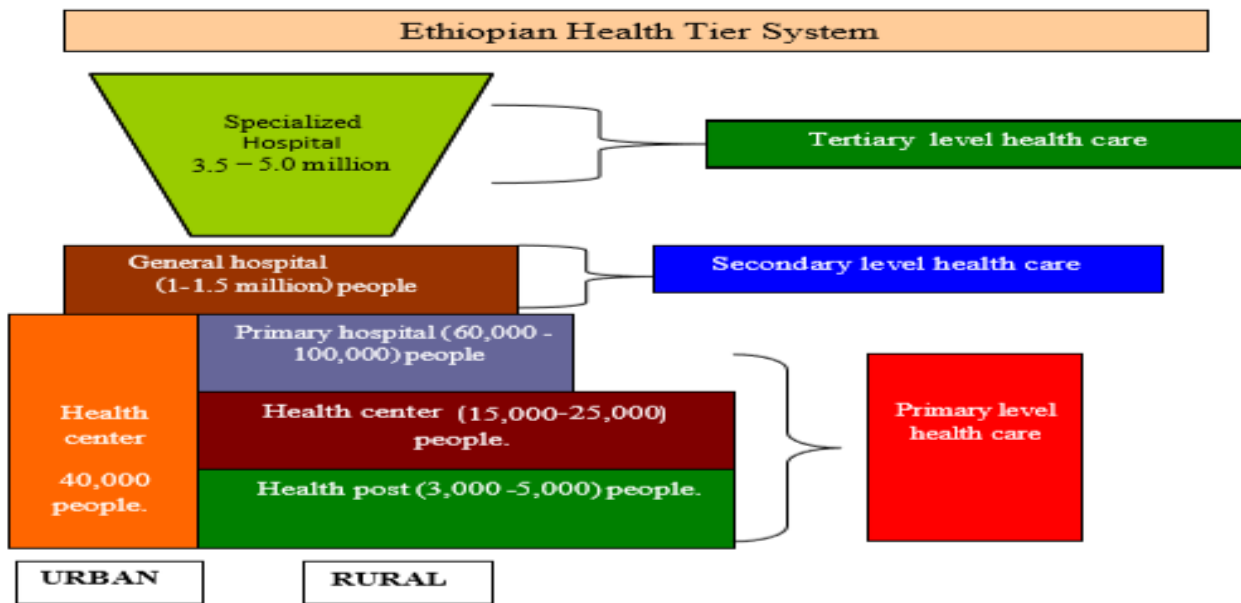 Ethiopian Health Tier System
Specialized
Hospital
3.5 – 5.0 million
Tertiary level health care
General hospital
(1-1.5 million) people
Secondary level health care
Primary hospital (60,000 -
100,000) people
Health center (15,000-25,000)
people.
Health post (3,000 -5,000) people.
Health
center
40,000
people.
Primary level
health care
URBAN
RURAL